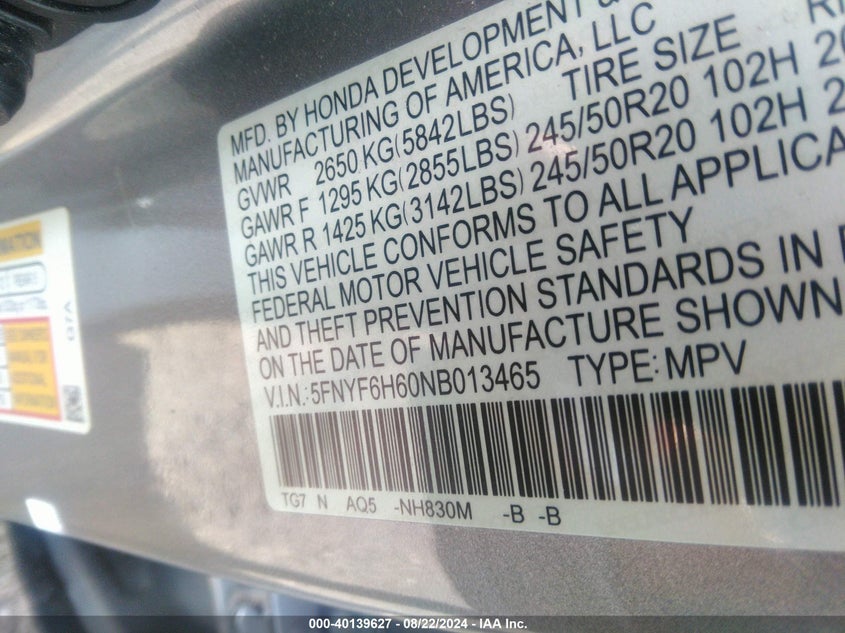 MFD. BY HONDA DEVELOPMENT &
MANUFACTURING OF AMERICA, LLC
GVWR 2650 KG(5842LBS) TIRE SIZE
GAWR F 1295 KG(2855LBS) 245/50R20 102H
GAWR R 1425 KG(3142LBS) 245/50R20 102H
THIS VEHICLE CONFORMS TO ALL
FEDERAL MOTOR VEHICLE SAFETY
AND THEFT PREVENTION STANDARDS IN
ON THE DATE OF MANUFACTURE SHOWN
V.I.N.:5FNYF6H60NB013465 TYPE:MPV
TG7 N AQ5 -NH830M -B -B
000-40139627 - 08/22/2024 - IAA Inc.